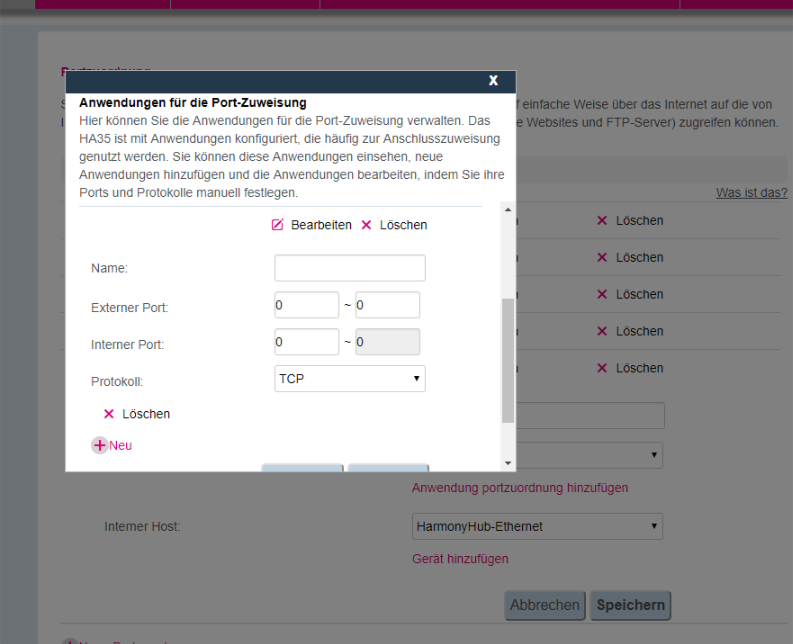 x
Anwendungen für die Port-Zuweisung
Hier können Sie die Anwendungen für die Port-Zuweisung verwalten. Das
HA35 ist mit Anwendungen konfiguriert, die häufig zur Anschlusszuweisung
genutzt werden. Sie können diese Anwendungen einsehen, neue
Anwendungen hinzufügen und die Anwendungen bearbeiten, indem Sie ihre
Ports und Protokolle manuell festlegen.
einfache Weise über das Internet auf die von
Websites und FTP-Server) zugreifen können.
Was ist das?
Bearbeiten Löschen
Löschen
Name:
Löschen
Externer Port: 0 ~ 0
Löschen
Interner Port: 0 ~ 0
Löschen
Protokoll: TCP
Löschen
Löschen
Neu
Anwendung portzuordnung hinzufügen
Interner Host: HarmonyHub-Ethernet
Gerät hinzufügen
Abbrechen Speichern